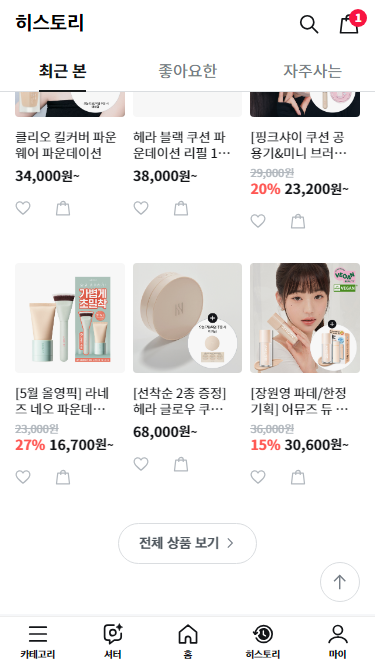 히스토리
1
최근 본
좋아요한
자주사는
클리오 킬커버 파운
웨어 파운데이션
34,000원~
헤라 블랙 쿠션 파
운데이션 리필 1...
38,000원~
[핑크샤이 쿠션 공
용기&미니 브러...
29,000원
20% 23,200원~
가볍게
초밀착
[5월 올영픽] 라네
즈 네오 파운데...
23,000원
27% 16,700원~
[선착순 2종 증정]
헤라 글로우 쿠...
68,000원~
VEGAN
VEGAN
[장원영 파데/한정
기획] 어뮤즈 듀 ...
36,000원
15% 30,600원~
전체 상품 보기
카테고리
셔터
홈
히스토리
마이